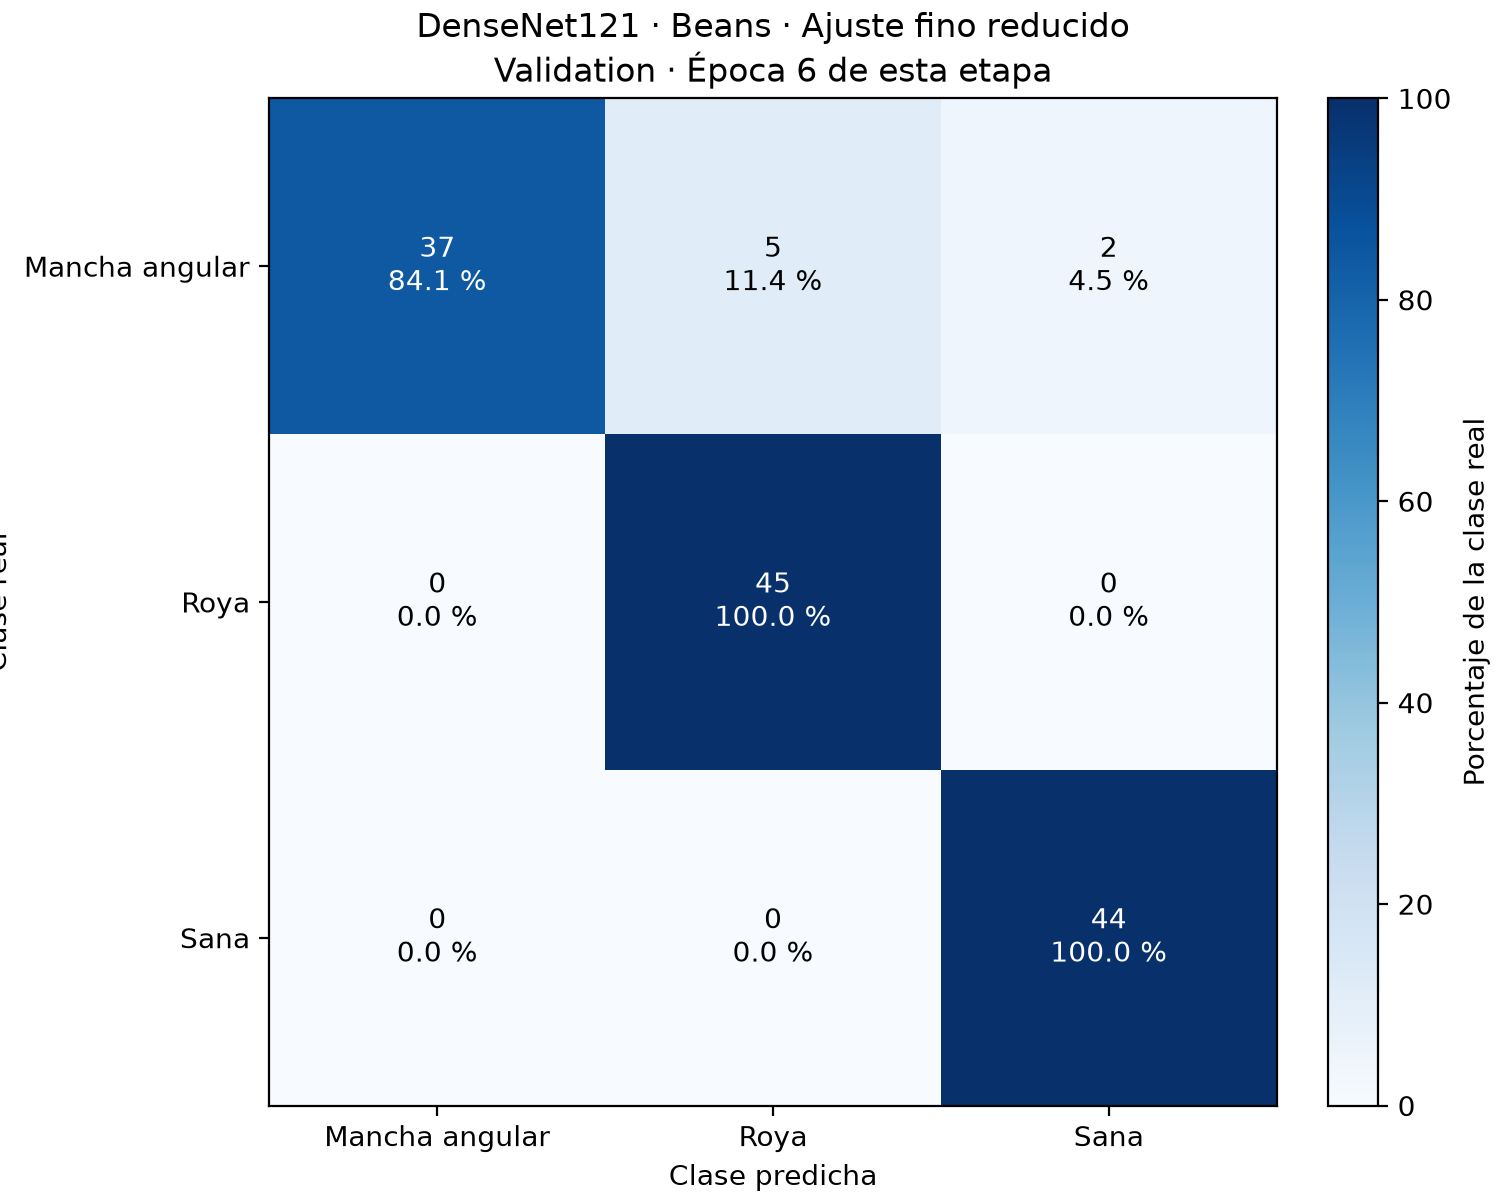 DenseNet121 · Beans · Ajuste fino reducido
Validation · Época 6 de esta etapa
Mancha angular
37
84.1 %
5
11.4 %
2
4.5 %
Roya
0
0.0 %
45
100.0 %
0
0.0 %
Sana
0
0.0 %
0
0.0 %
44
100.0 %
Mancha angular
Roya
Sana
Clase predicha
100
80
60
40
20
0
Porcentaje de la clase real